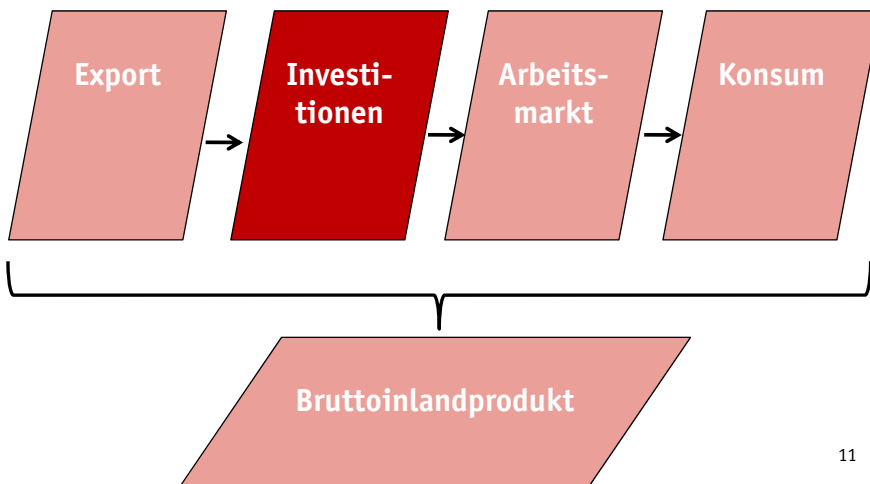 Export
Investi-
tionen
Arbeits-
markt
Konsum
Bruttoinlandprodukt
11